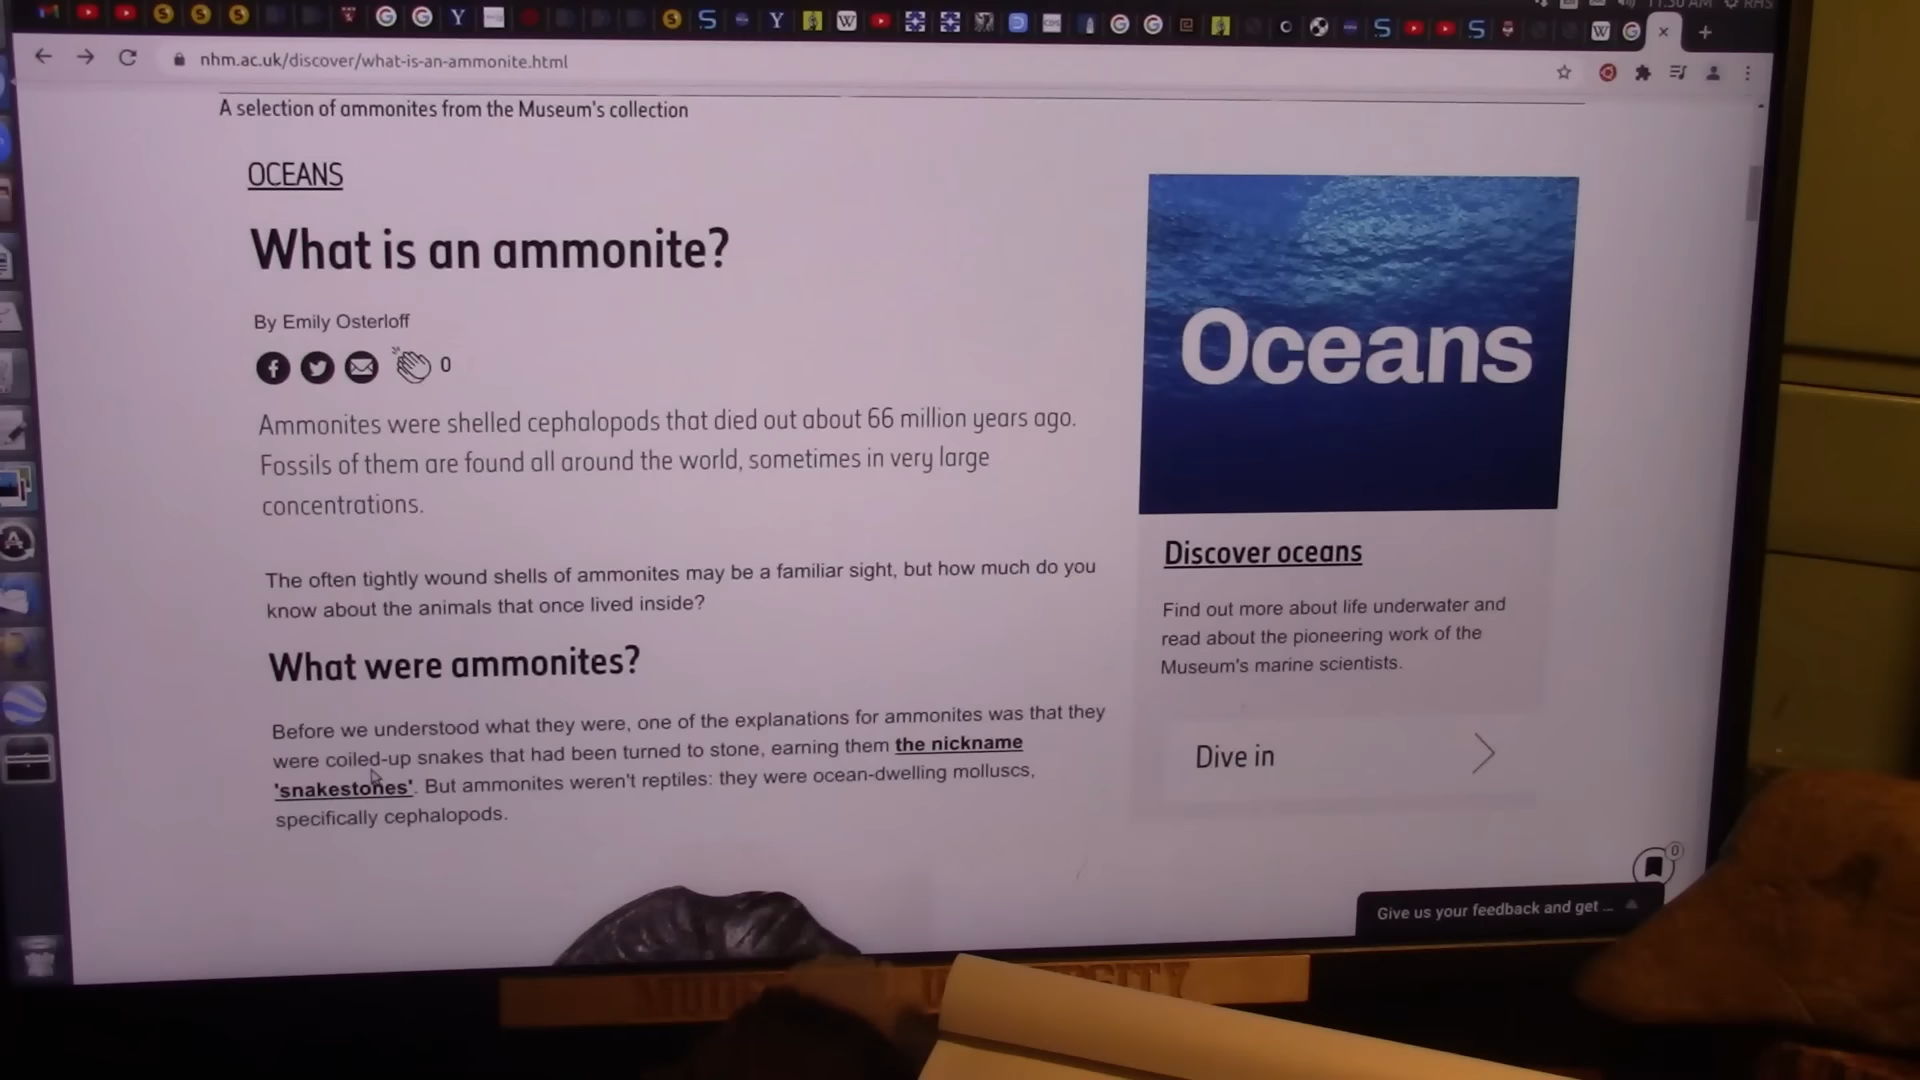 11:30 AM
nhm.ac.uk/discover/what-is-an-ammonite.html
A selection of ammonites from the Museum's collection
OCEANS
What is an ammonite?
By Emily Osterloff
0
Ammonites were shelled cephalopods that died out about 66 million years ago.
Fossils of them are found all around the world, sometimes in very large
concentrations.
The often tightly wound shells of ammonites may be a familiar sight, but how much do you
know about the animals that once lived inside?
What were ammonites?
Before we understood what they were, one of the explanations for ammonites was that they
were coiled-up snakes that had been turned to stone, earning them the nickname
'snakestones'. But ammonites weren't reptiles: they were ocean-dwelling molluscs,
specifically cephalopods.
Oceans
Discover oceans
Find out more about life underwater and
read about the pioneering work of the
Museum's marine scientists.
Dive in
0
Give us your feedback and get ...